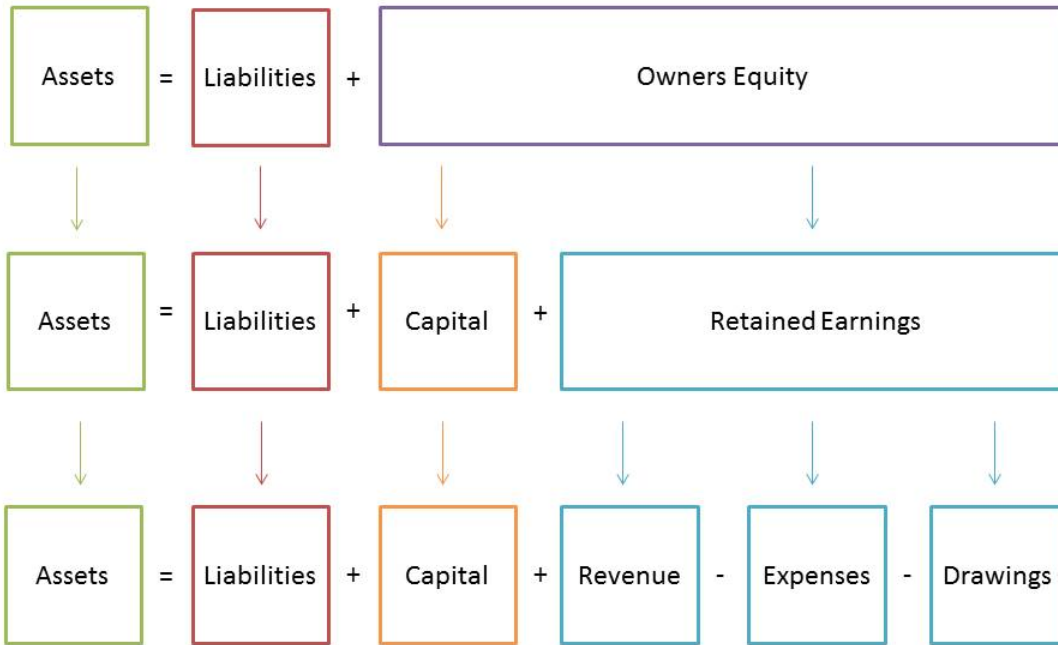 Assets = Liabilities + Owners Equity
Assets = Liabilities + Capital + Retained Earnings
Assets = Liabilities + Capital + Revenue - Expenses - Drawings